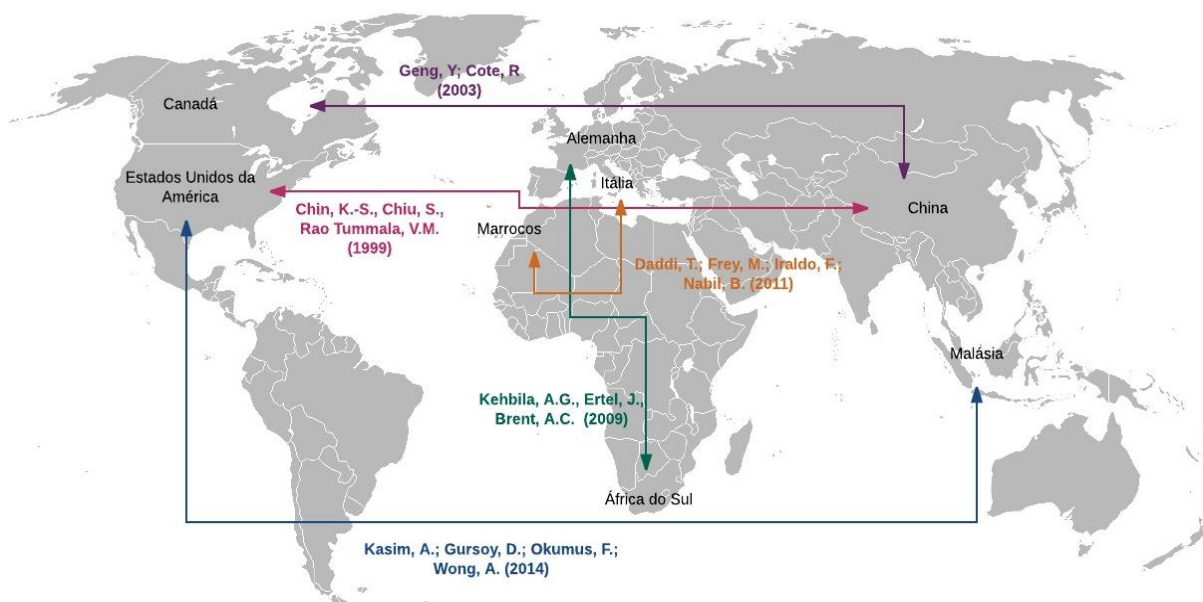 Geng, Y; Cote, R
(2003)
Canadá
Alemanha
Estados Unidos da
América
Itália
China
Chin, K.-S., Chiu, S.,
Rao Tummala, V.M.
(1999)
Marrocos
Daddi, T.; Frey, M.; Iraldo, F.;
Nabil, B. (2011)
Malásia
Kehbila, A.G., Ertel, J.,
Brent, A.C. (2009)
África do Sul
Kasim, A.; Gursoy, D.; Okumus, F.;
Wong, A. (2014)